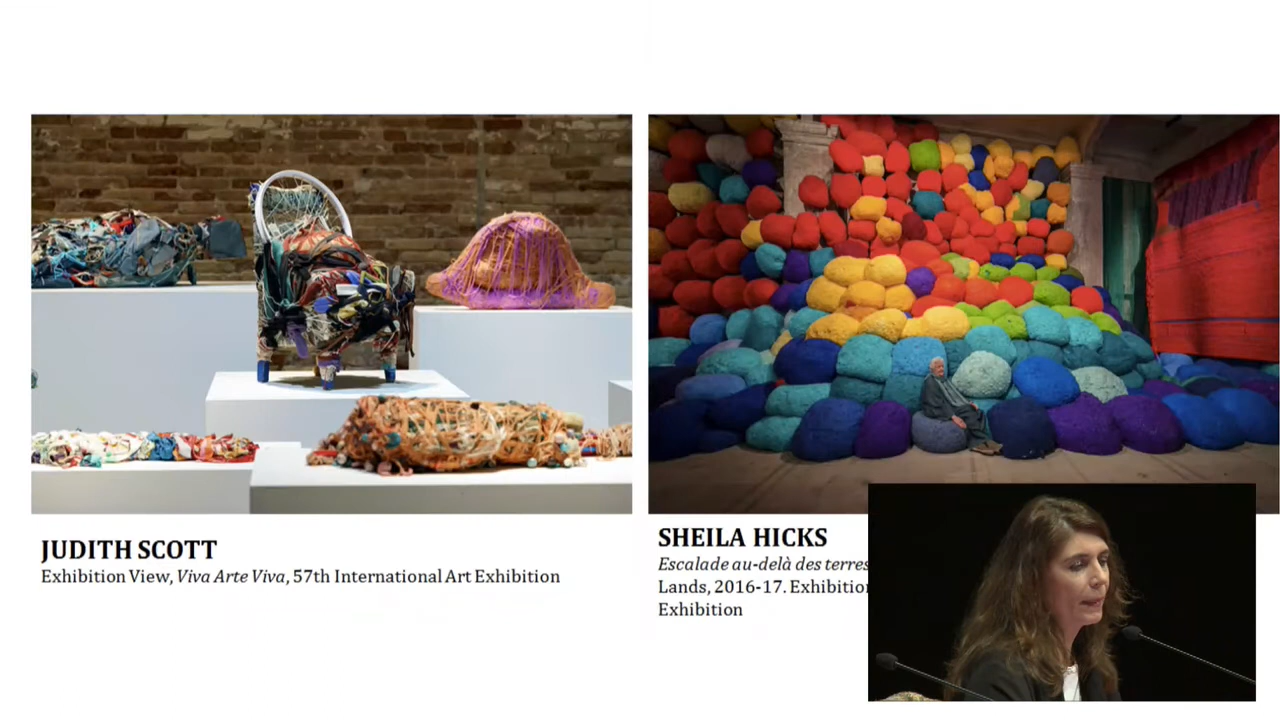 JUDITH SCOTT
Exhibition View, Viva Arte Viva, 57th International Art Exhibition
SHEILA HICKS
Escalade au-delà des terres
Lands, 2016-17. Exhibition
Exhibition